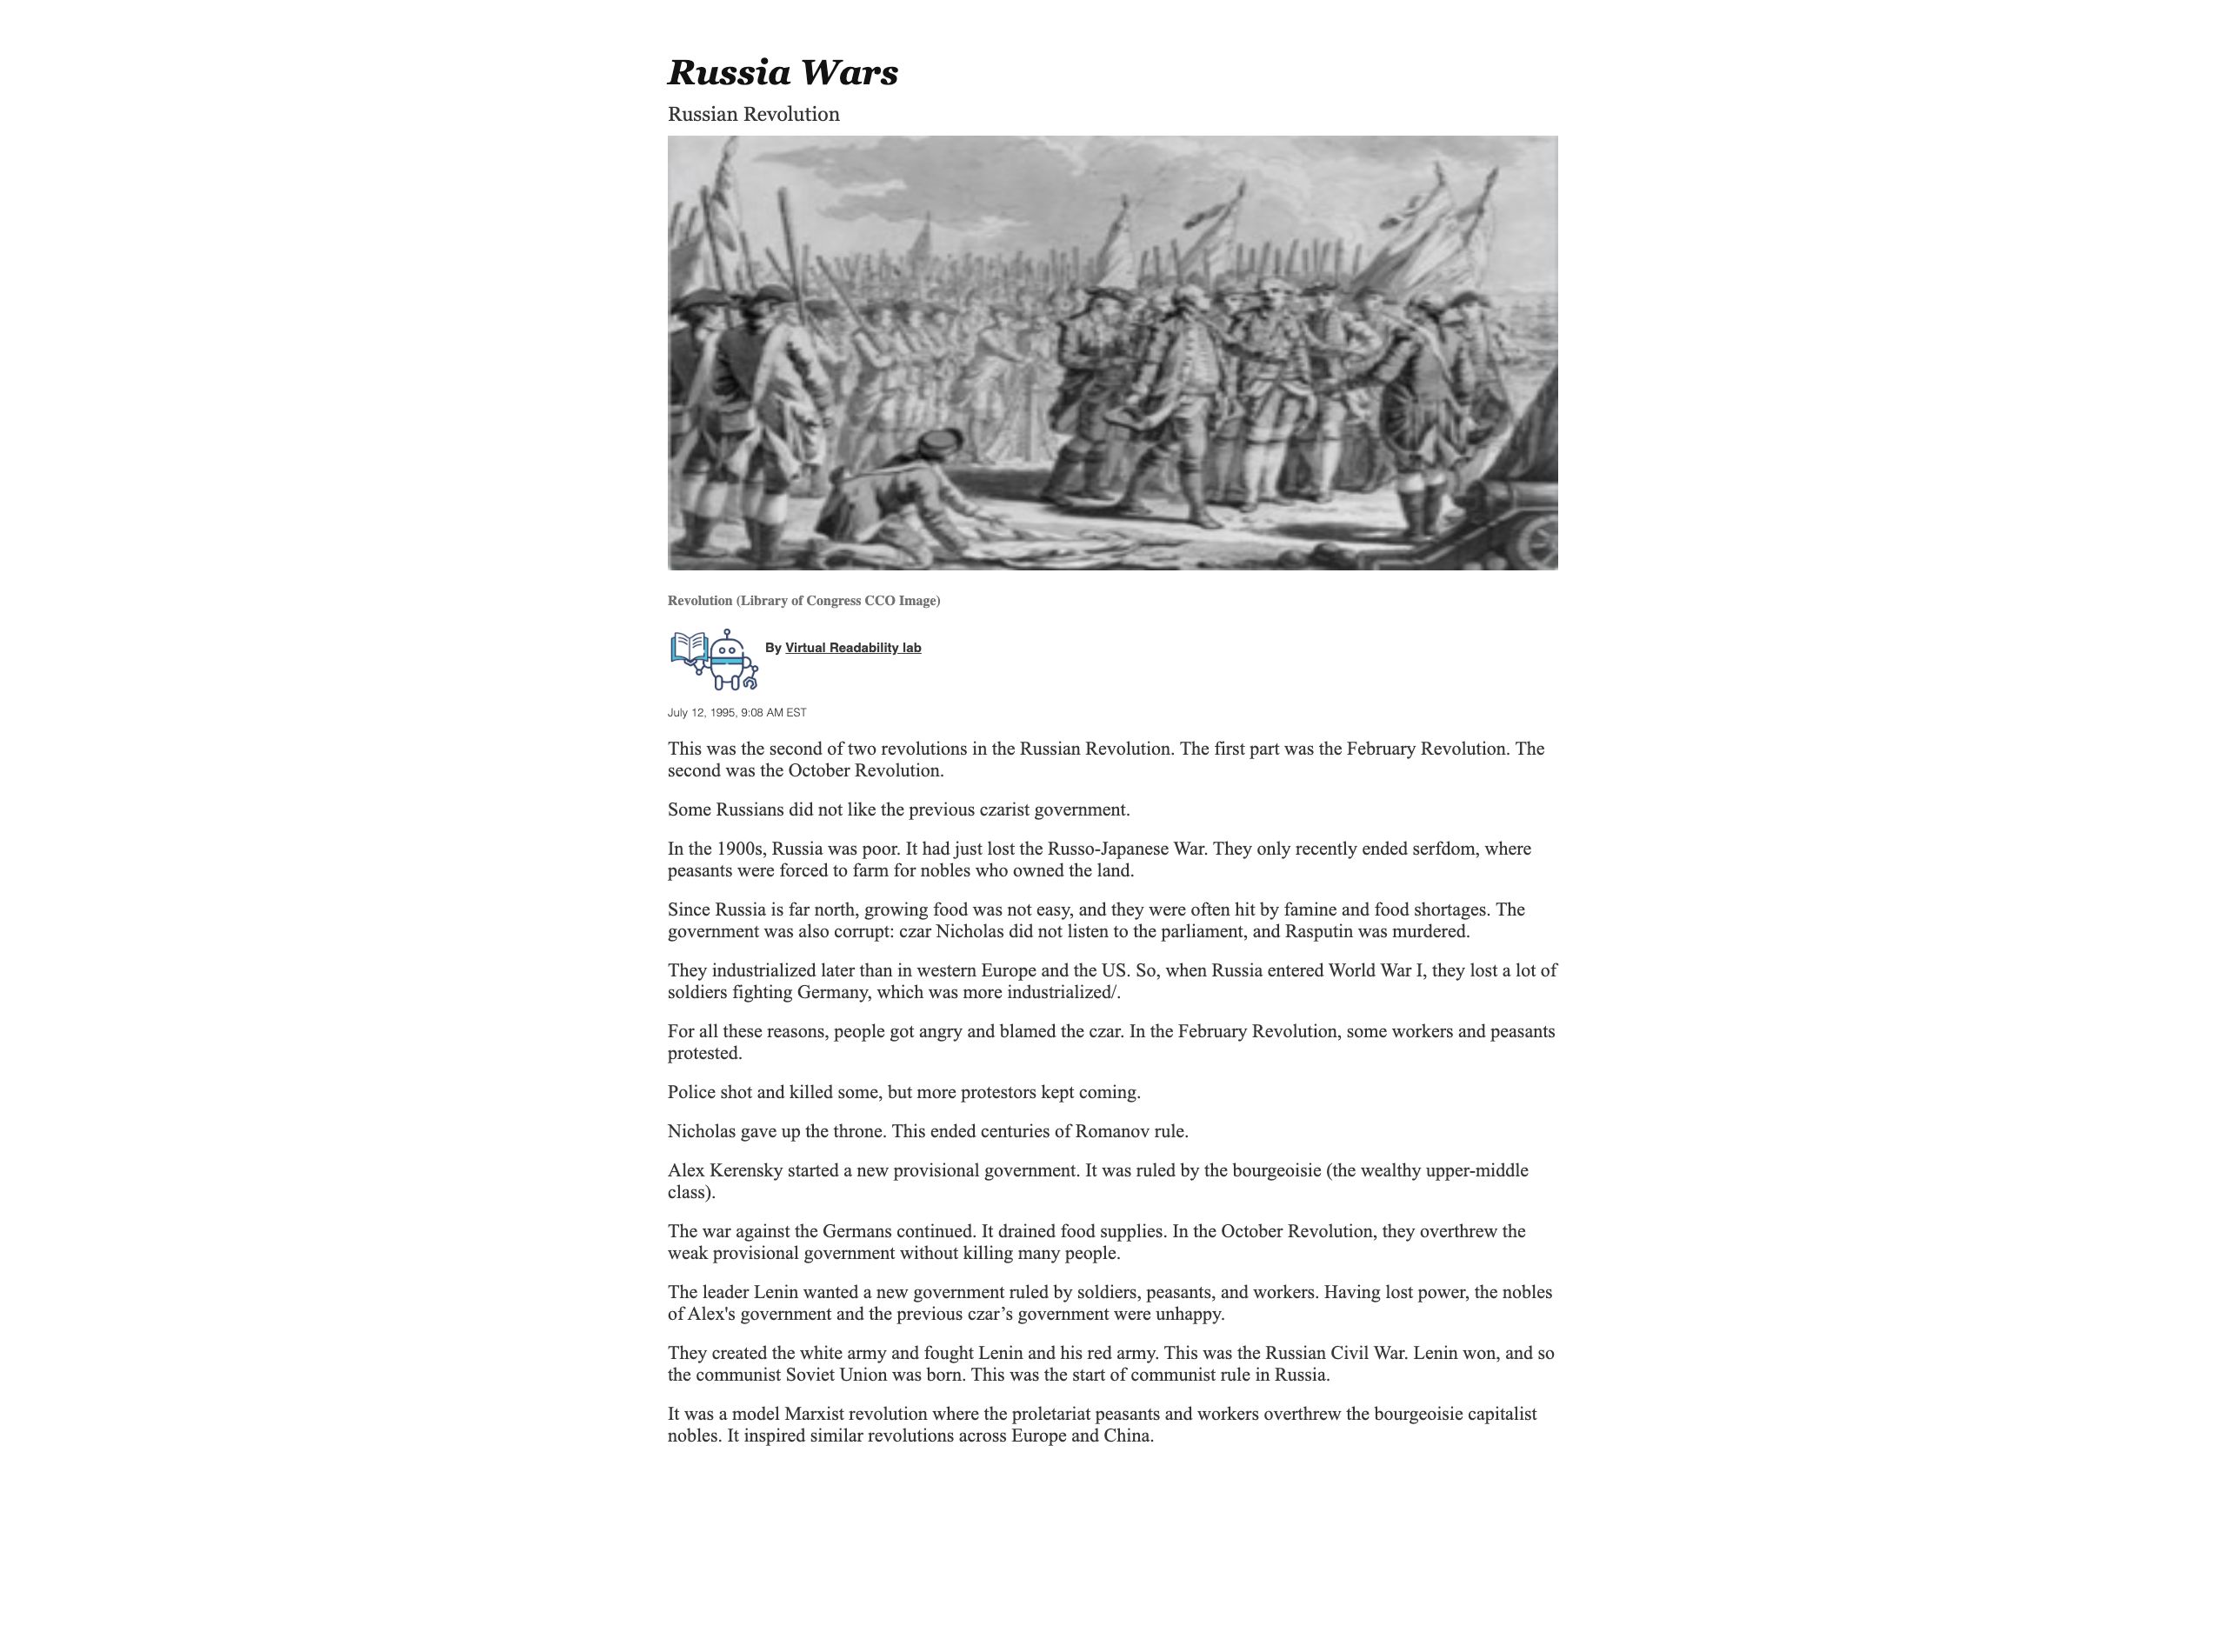 Russia Wars
Russian Revolution
Revolution (Library of Congress CCO Image)
By Virtual Readability lab
July 12, 1995, 9:08 AM EST
This was the second of two revolutions in the Russian Revolution. The first part was the February Revolution. The
second was the October Revolution.
Some Russians did not like the previous czarist government.
In the 1900s, Russia was poor. It had just lost the Russo-Japanese War. They only recently ended serfdom, where
peasants were forced to farm for nobles who owned the land.
Since Russia is far north, growing food was not easy, and they were often hit by famine and food shortages. The
government was also corrupt: czar Nicholas did not listen to the parliament, and Rasputin was murdered.
They industrialized later than in western Europe and the US. So, when Russia entered World War I, they lost a lot of
soldiers fighting Germany, which was more industrialized/.
For all these reasons, people got angry and blamed the czar. In the February Revolution, some workers and peasants
protested.
Police shot and killed some, but more protestors kept coming.
Nicholas gave up the throne. This ended centuries of Romanov rule.
Alex Kerensky started a new provisional government. It was ruled by the bourgeoisie (the wealthy upper-middle
class).
The war against the Germans continued. It drained food supplies. In the October Revolution, they overthrew the
weak provisional government without killing many people.
The leader Lenin wanted a new government ruled by soldiers, peasants, and workers. Having lost power, the nobles
of Alex's government and the previous czar’s government were unhappy.
They created the white army and fought Lenin and his red army. This was the Russian Civil War. Lenin won, and so
the communist Soviet Union was born. This was the start of communist rule in Russia.
It was a model Marxist revolution where the proletariat peasants and workers overthrew the bourgeoisie capitalist
nobles. It inspired similar revolutions across Europe and China.